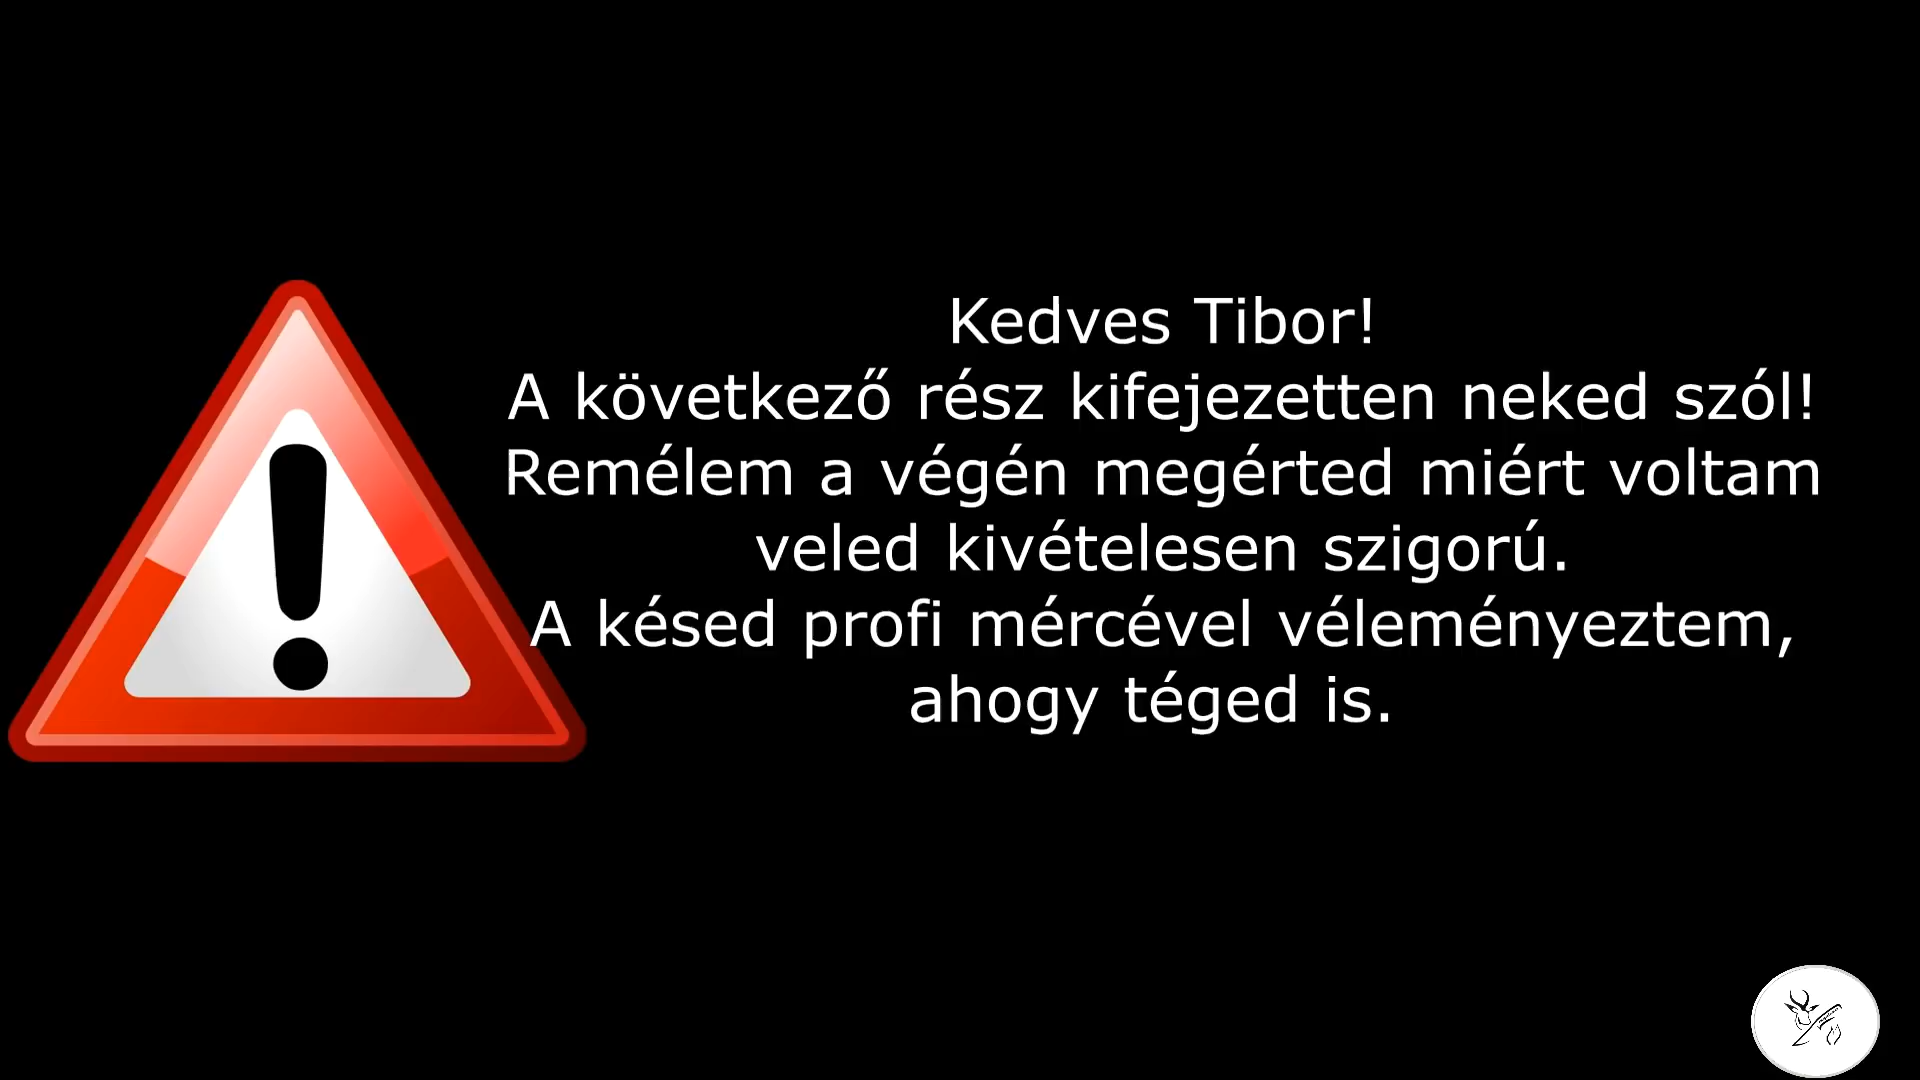 Kedves Tibor!
A következő rész kifejezetten neked szól!
Remélem a végén megérted miért voltam
veled kivételesen szigorú.
A késed profi mércével véleményeztem,
ahogy téged is.